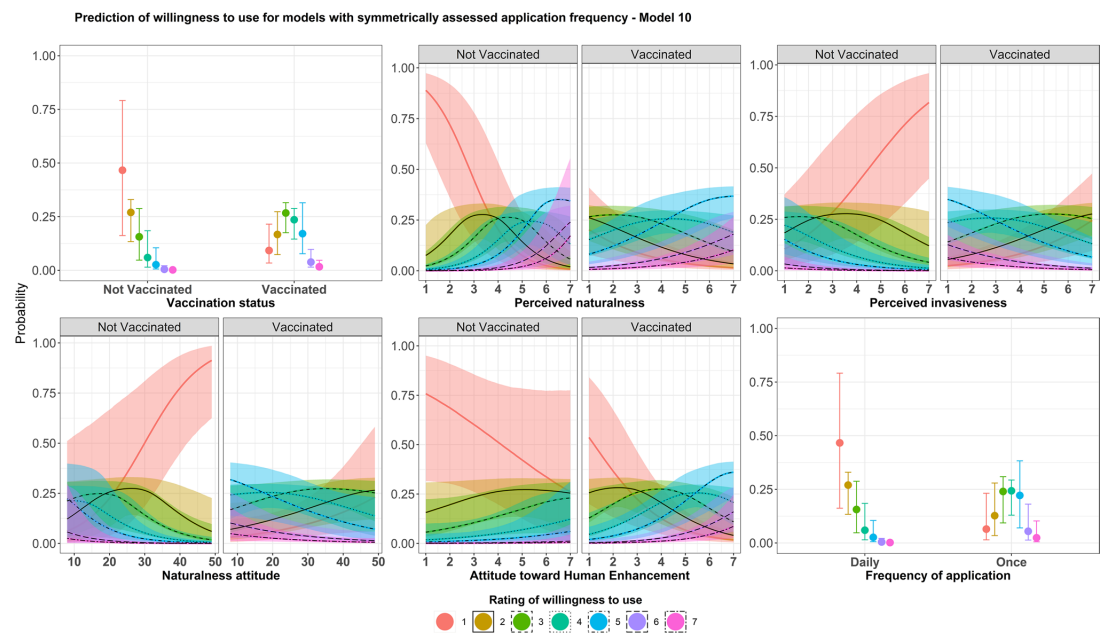 Prediction of willingness to use for models with symmetrically assessed application frequency - Model 10
Probability
1.00
0.75
0.50
0.25
0.00
Not Vaccinated Vaccinated
Vaccination status
Not Vaccinated Vaccinated
1.00
0.75
0.50
0.25
0.00
1 2 3 4 5 6 7 1 2 3 4 5 6 7
Perceived naturalness
Not Vaccinated Vaccinated
1.00
0.75
0.50
0.25
0.00
1 2 3 4 5 6 7 1 2 3 4 5 6 7
Perceived invasiveness
Not Vaccinated Vaccinated
1.00
0.75
0.50
0.25
0.00
10 20 30 40 50 10 20 30 40 50
Naturalness attitude
Not Vaccinated Vaccinated
1.00
0.75
0.50
0.25
0.00
1 2 3 4 5 6 7 1 2 3 4 5 6 7
Attitude toward Human Enhancement
1.00
0.75
0.50
0.25
0.00
Daily Once
Frequency of application
Rating of willingness to use
1 2 3 4 5 6 7